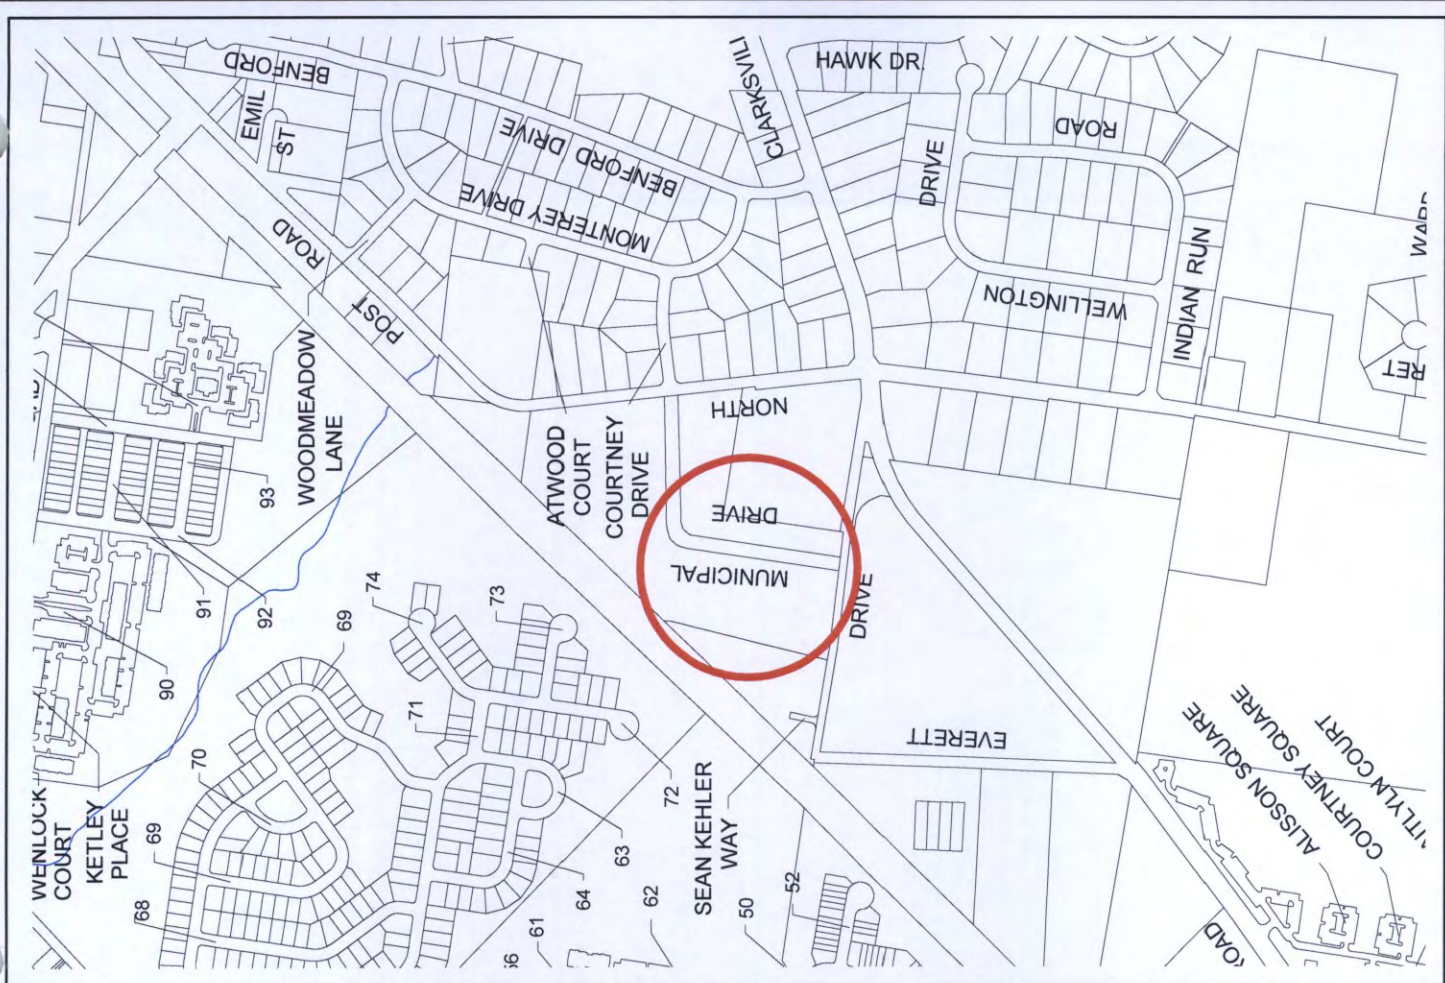 BENFORD
EMIL
ST
ROAD
POST
BENFORD DRIVE
MONTEREY DRIVE
HAWK DR.
DRIVE
ROAD
WELLINGTON
INDIAN RUN
WOODMEADOW
LANE
93
91
92
90
ATWOOD
COURT
COURTNEY
DRIVE
NORTH
DRIVE
MUNICIPAL
DRIVE
EVERETT
74
69
73
71
70
72
69
68
63
64
61
62
WENLOCK
COURT
KETLEY
PLACE
SEAN KEHLER
WAY
50
52
ALISSON SQUARE
COURTNEY SQUARE
COURT